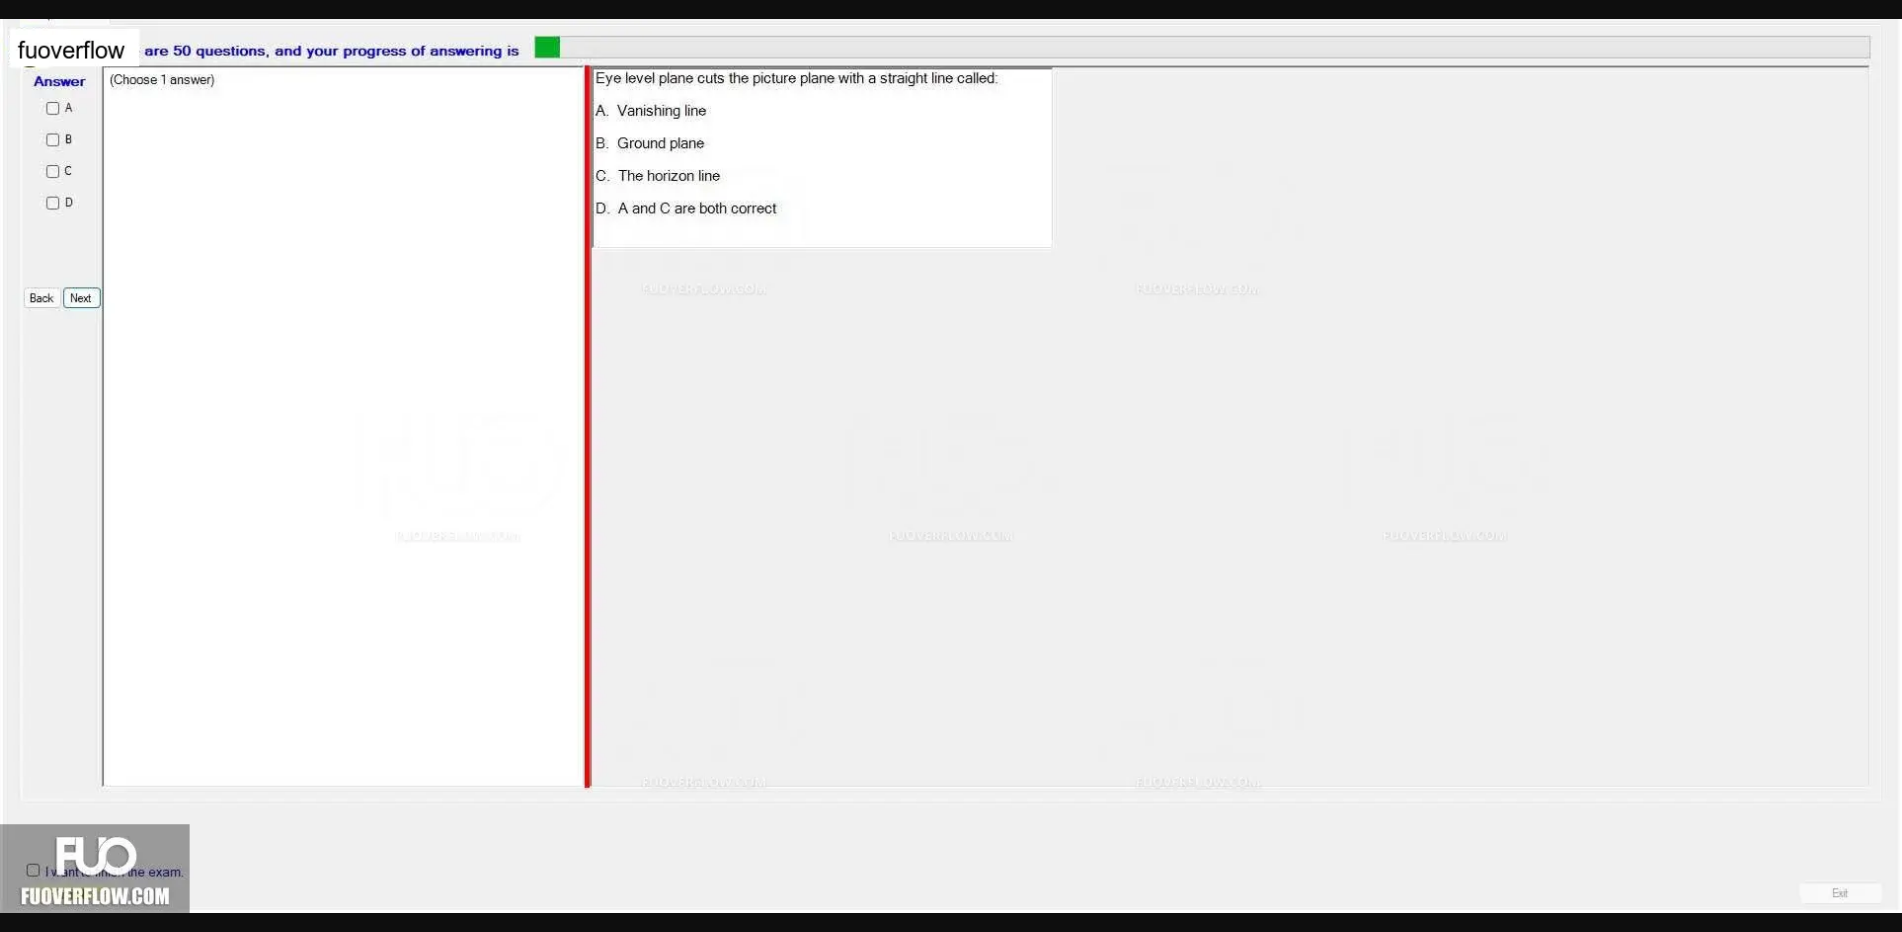 fuoverflow are 50 questions, and your progress of answering is
Answer
(Choose 1 answer)
A
B
C
D
Back Next
Eye level plane cuts the picture plane with a straight line called:
A. Vanishing line
B. Ground plane
C. The horizon line
D. A and C are both correct
FUOVERFLOW.COM FUOVERFLOW.COM
FUO FUO FUO
FUOVERFLOW.COM FUOVERFLOW.COM FUOVERFLOW.COM
FUOVERFLOW.COM FUOVERFLOW.COM
FUO
I want to finish the exam.
FUOVERFLOW.COM
Exit